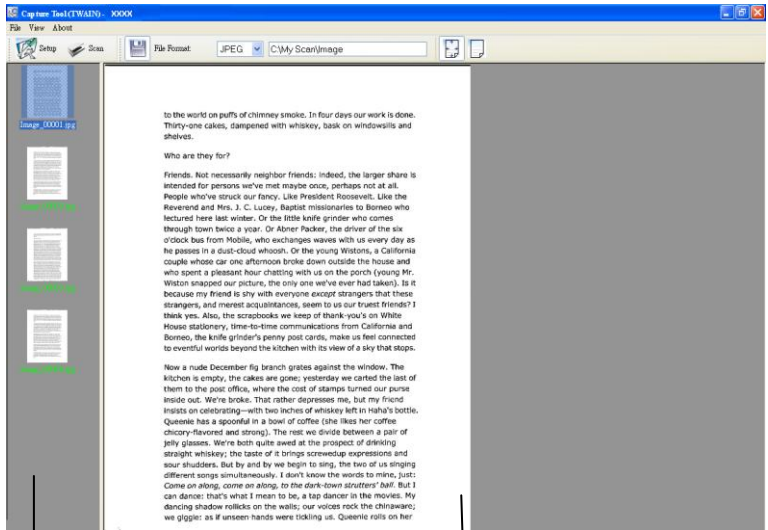 Capture Tool(TWAIN) - XXXX
File View About
Setup Scan File Format: JPEG C:\My Scan\Image
Image_00001.jpg
to the world on puffs of chimney smoke. In four days our work is done.
Thirty-one cakes, dampened with whiskey, bask on windowsills and
shelves.
Who are they for?
Friends. Not necessarily neighbor friends: indeed, the larger share is
intended for persons we've met maybe once, perhaps not at all.
People who've struck our fancy. Like President Roosevelt. Like the
Reverend and Mrs. J. C. Lucey, Baptist missionaries to Borneo who
lectured here last winter. Or the little knife grinder who comes
through town twice a year. Or Abner Packer, the driver of the six
o'clock bus from Mobile, who exchanges waves with us every day as
he passes in a dust-cloud whoosh. Or the young Wistons, a California
couple whose car one afternoon broke down outside the house and
who spent a pleasant hour chatting with us on the porch (young Mr.
Wiston snapped our picture, the only one we've ever had taken). Is it
because my friend is shy with everyone except strangers that these
strangers, and merest acquaintances, seem to us our truest friends? I
think yes. Also, the scrapbooks we keep of thank-you's on White
House stationery, time-to-time communications from California and
Borneo, the knife grinder's penny post cards, make us feel connected
to eventful worlds beyond the kitchen with its view of a sky that stops.
Now a nude December fig branch grates against the window. The
kitchen is empty, the cakes are gone; yesterday we carted the last of
them to the post office, where the cost of stamps turned our purse
inside out. We're broke. That rather depresses me, but my friend
insists on celebrating—with two inches of whiskey left in Haha's bottle.
Queenie has a spoonful in a bowl of coffee (she likes her coffee
chicory-flavored and strong). The rest we divide between a pair of
jelly glasses. We're both quite awed at the prospect of drinking
straight whiskey; the taste of it brings screwedup expressions and
sour shudders. But by and by we begin to sing, the two of us singing
different songs simultaneously. I don't know the words to mine, just:
Come on along, come on along, to the dark-town strutters' ball. But I
can dance: that's what I mean to be, a tap dancer in the movies. My
dancing shadow rollicks on the walls; our voices rock the chinaware;
we giggle: as if unseen hands were tickling us. Queenie rolls on her